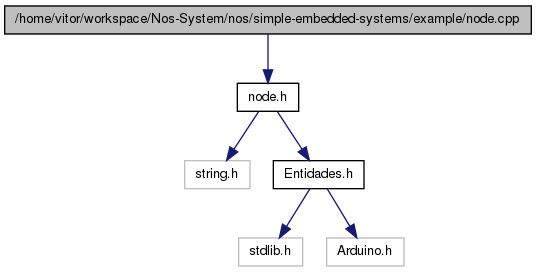 /home/vitor/workspace/Nos-System/nos/simple-embedded-systems/example/node.cpp
node.h
string.h
Entidades.h
stdlib.h
Arduino.h